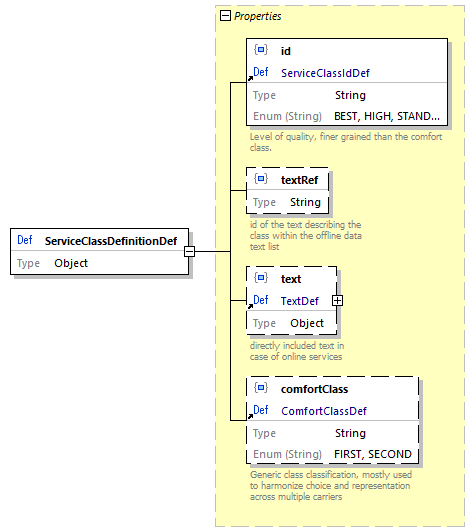 Properties
id
Def ServiceClassIdDef
Type String
Enum (String) BEST, HIGH, STAND...
Level of quality, finer grained than the comfort
class.
textRef
Type String
id of the text describing the
class within the offline data
text list
Def ServiceClassDefinitionDef
Type Object
text
Def TextDef
Type Object
directly included text in
case of online services
comfortClass
Def ComfortClassDef
Type String
Enum (String) FIRST, SECOND
Generic class classification, mostly used
to harmonize choice and representation
across multiple carriers